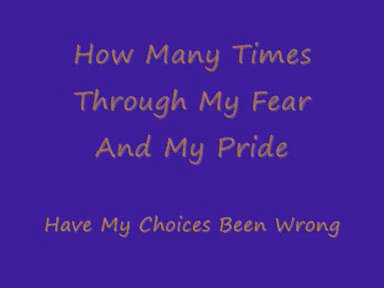 How Many Times
Through My Fear
And My Pride
Have My Choices Been Wrong